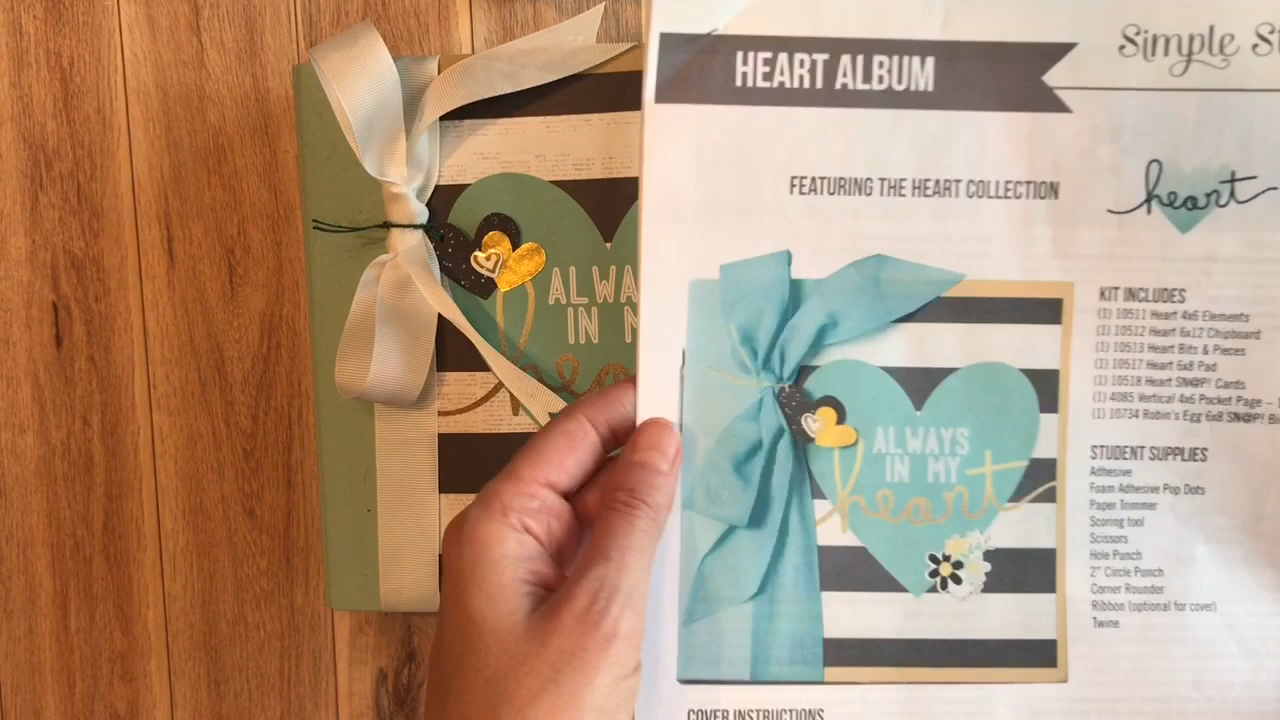 HEART ALBUM
Simple
FEATURING THE HEART COLLECTION
heart
ALWAYS
IN MY
heart
KIT INCLUDES
(1) 10511 Heart 4x6 Elements
(1) 10512 Heart 6x12 Chipboard
(1) 10513 Heart Bits & Pieces
(1) 10517 Heart 6x8 Pad
(1) 10518 Heart SN@P! Cards
(1) 4085 Vertical 4x6 Pocket Page –
(1) 10734 Robin's Egg 6x8 SN@P!
STUDENT SUPPLIES
Adhesive
Foam Adhesive Pop Dots
Paper Trimmer
Scoring tool
Scissors
Hole Punch
2" Circle Punch
Corner Rounder
Ribbon (optional for cover)
Twine
COVER INSTRUCTIONS
ALWA
IN M
hea